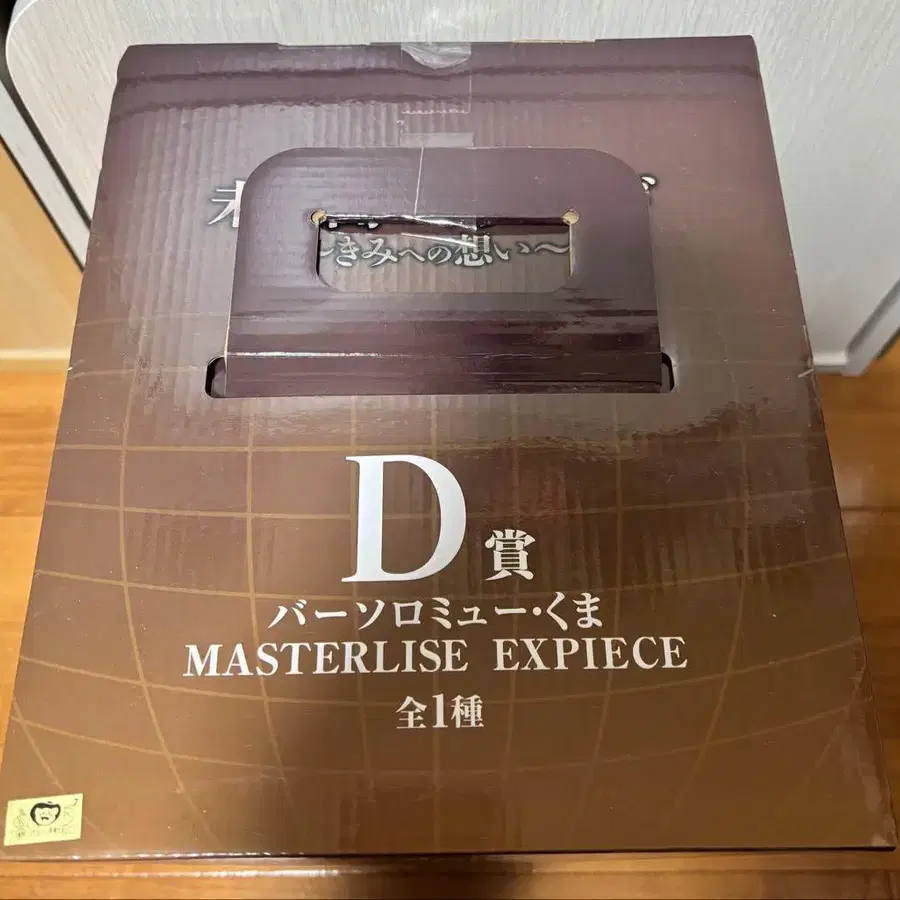 未
〜きみへの想い〜
D賞
バーソロミュー・くま
MASTERLISE EXPIECE
全1種